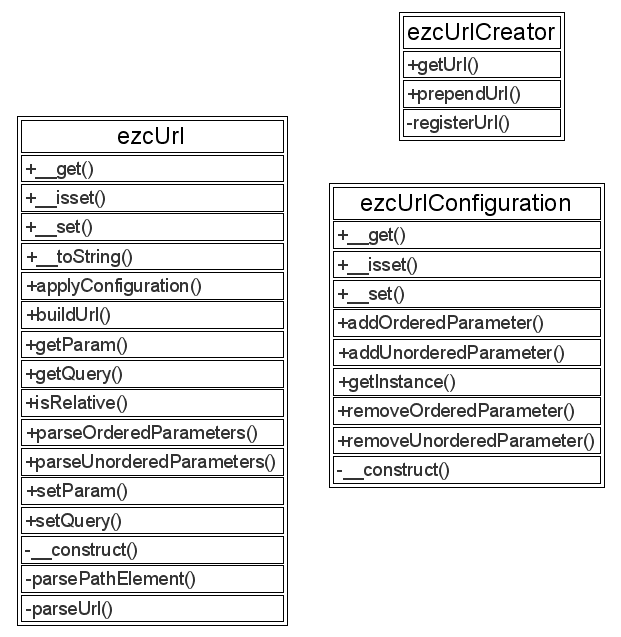 ezcUrlCreator
+getUrl()
+prependUrl()
-registerUrl()
ezcUrl
+__get()
+__isset()
+__set()
+__toString()
+applyConfiguration()
+buildUrl()
+getParam()
+getQuery()
+isRelative()
+parseOrderedParameters()
+parseUnorderedParameters()
+setParam()
+setQuery()
-__construct()
-parsePathElement()
-parseUrl()
ezcUrlConfiguration
+__get()
+__isset()
+__set()
+addOrderedParameter()
+addUnorderedParameter()
+getInstance()
+removeOrderedParameter()
+removeUnorderedParameter()
-__construct()